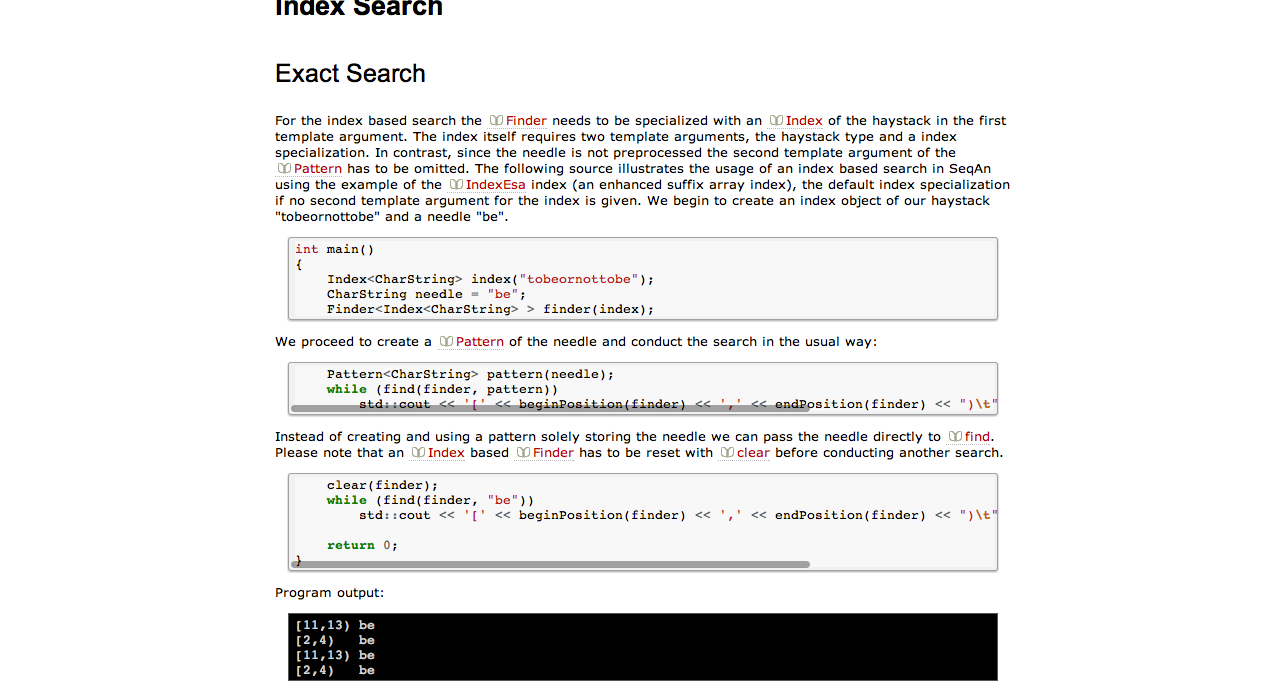 Index Search
Exact Search
For the index based search the Finder needs to be specialized with an Index of the haystack in the first
template argument. The index itself requires two template arguments, the haystack type and a index
specialization. In contrast, since the needle is not preprocessed the second template argument of the
Pattern has to be omitted. The following source illustrates the usage of an index based search in SeqAn
using the example of the IndexEsa index (an enhanced suffix array index), the default index specialization
if no second template argument for the index is given. We begin to create an index object of our haystack
"tobeornottobe" and a needle "be".
int main()
{
    Index<CharString> index("tobeornottobe");
    CharString needle = "be";
    Finder<Index<CharString> > finder(index);
We proceed to create a Pattern of the needle and conduct the search in the usual way:
    Pattern<CharString> pattern(needle);
    while (find(finder, pattern))
        std::cout << '[' << beginPosition(finder) << ',' << endPosition(finder) << ")\t"
Instead of creating and using a pattern solely storing the needle we can pass the needle directly to find.
Please note that an Index based Finder has to be reset with clear before conducting another search.
    clear(finder);
    while (find(finder, "be"))
        std::cout << '[' << beginPosition(finder) << ',' << endPosition(finder) << ")\t"
    return 0;
}
Program output:
[11,13) be
[2,4)   be
[11,13) be
[2,4)   be